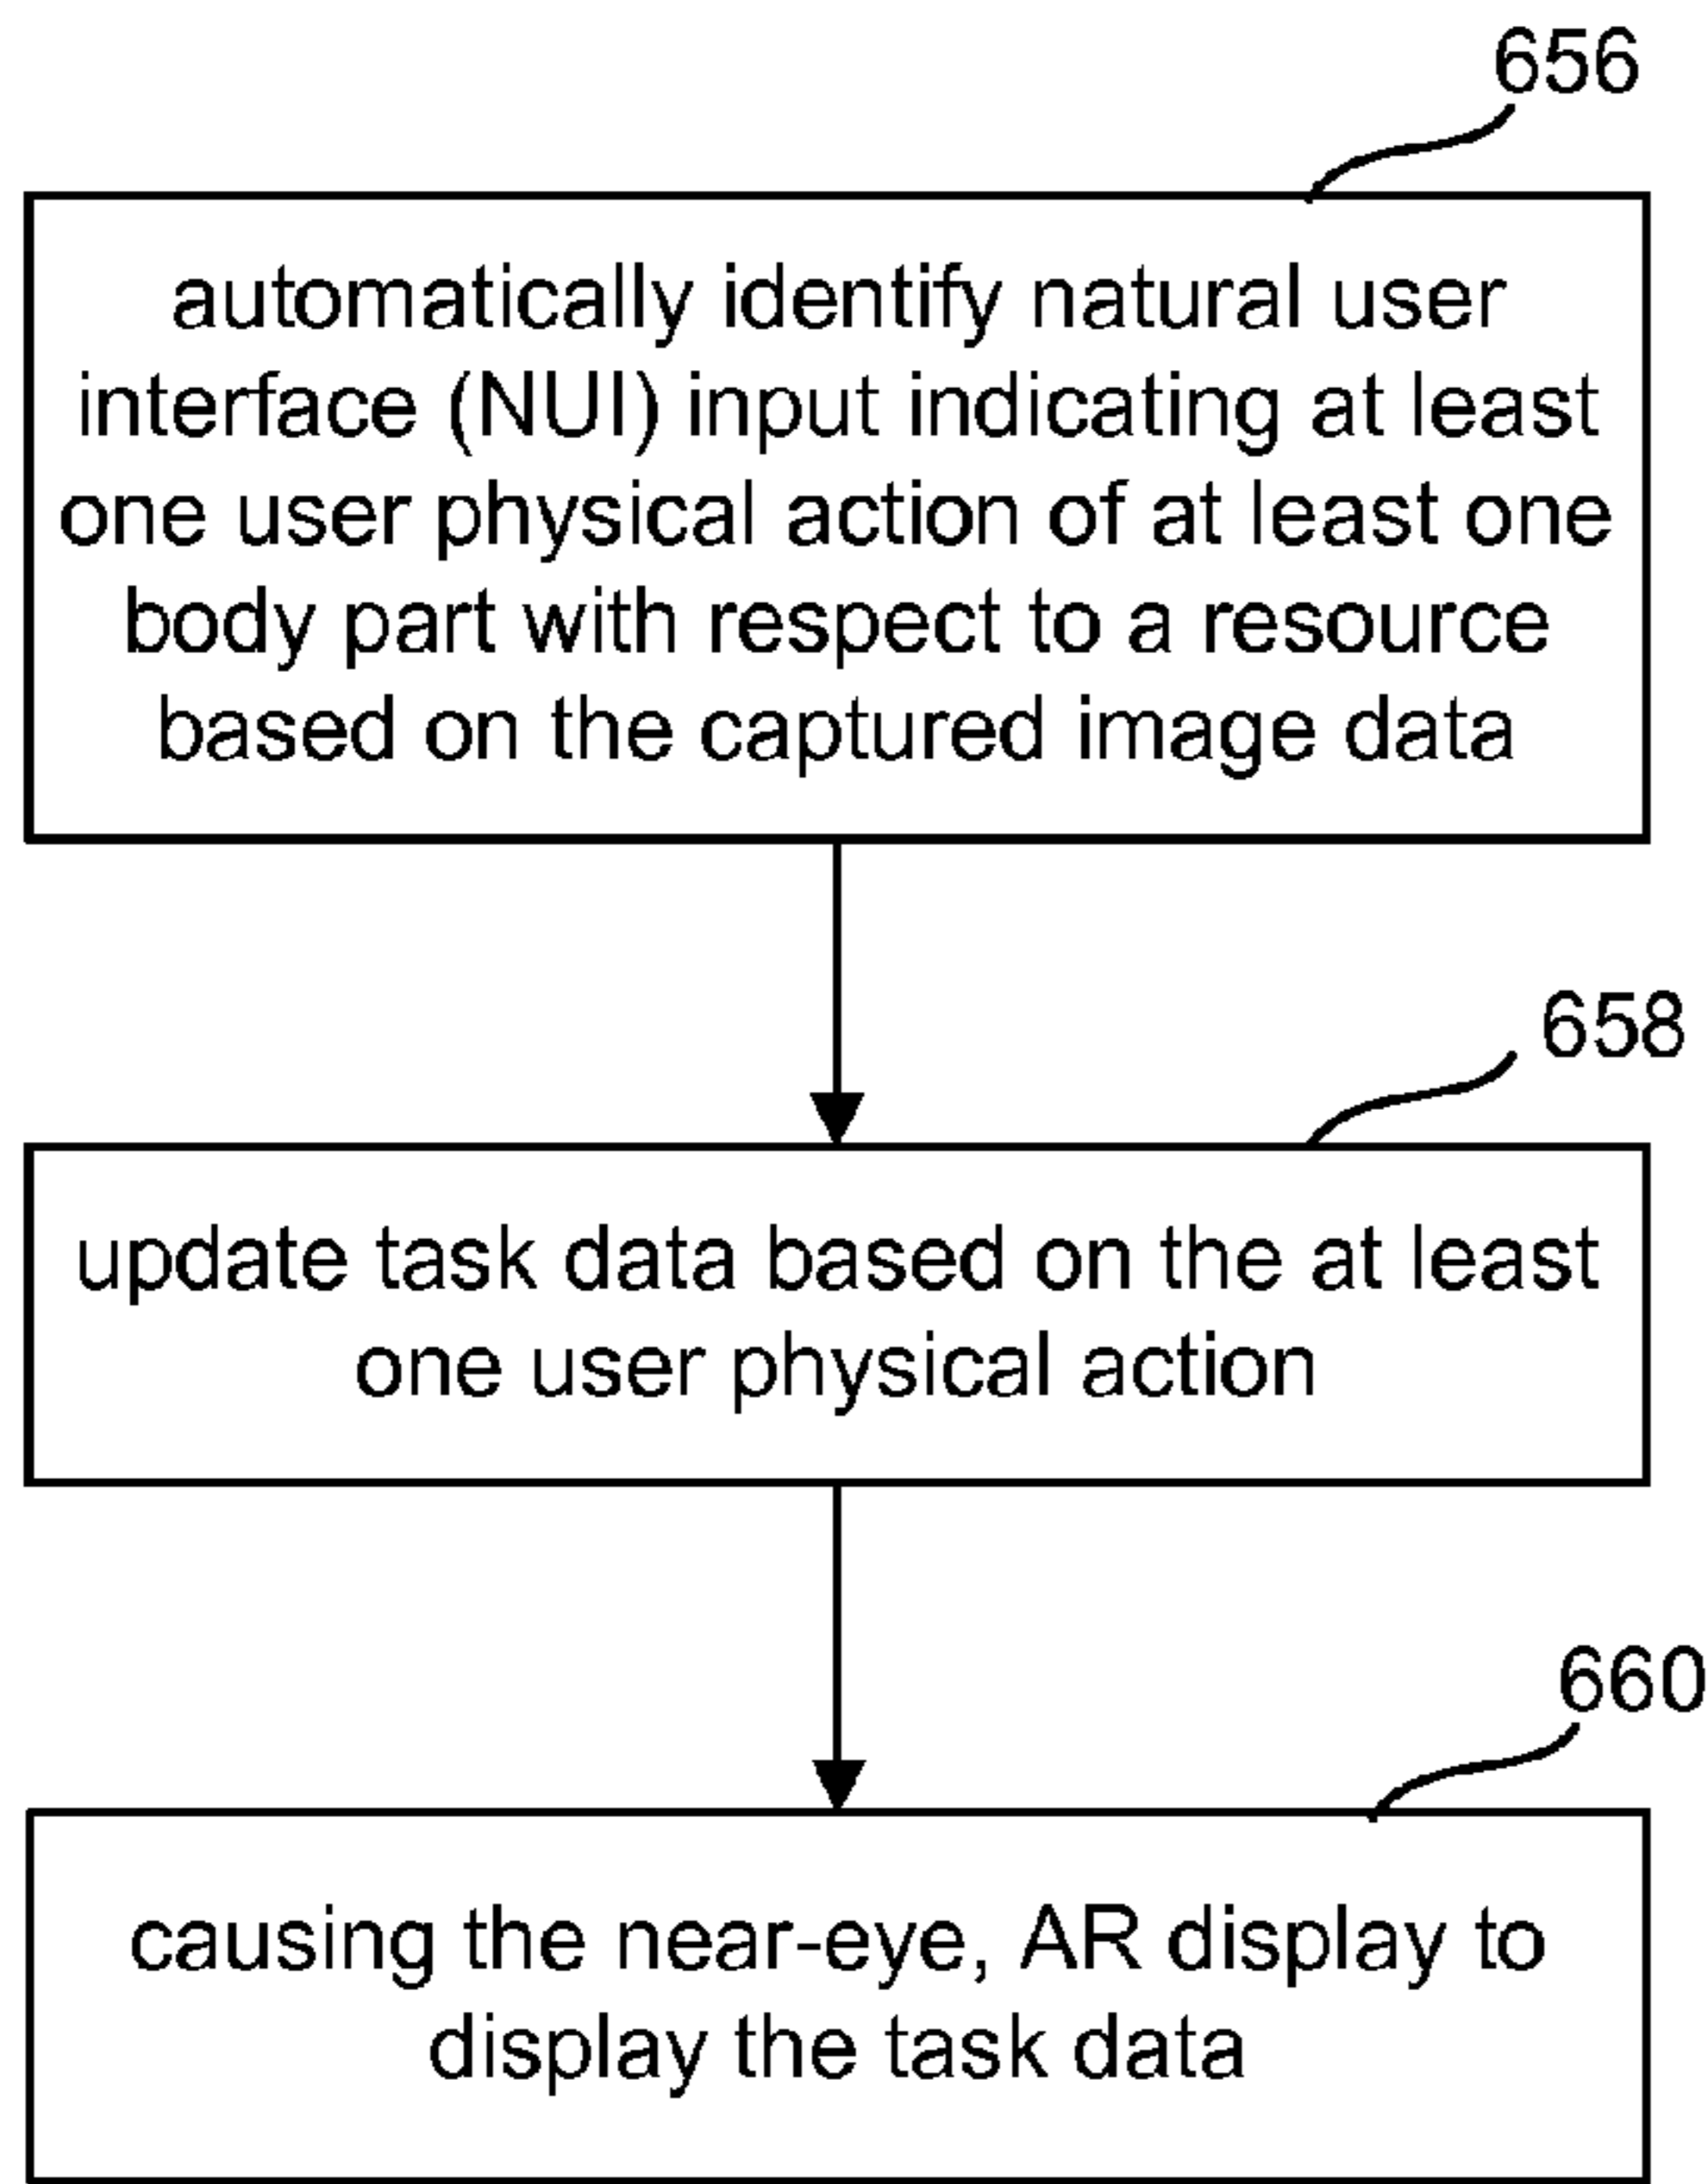 656
automatically identify natural user
interface (NUI) input indicating at least
one user physical action of at least one
body part with respect to a resource
based on the captured image data
658
update task data based on the at least
one user physical action
660
causing the near-eye, AR display to
display the task data